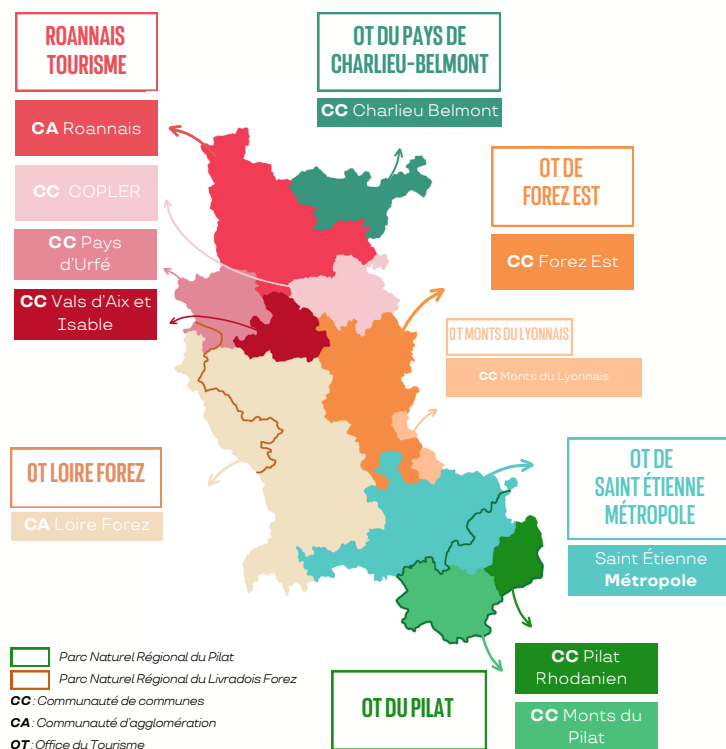 ROANNAIS
TOURISME
CA Roannais
CC COPLER
CC Pays
d'Urfé
CC Vals d'Aix et
Isable
OT DU PAYS DE
CHARLIEU-BELMONT
CC Charlieu Belmont
OT DE
FOREZ EST
CC Forez Est
OT MONTS DU LYONNAIS
CC Monts du Lyonnais
OT LOIRE FOREZ
CA Loire Forez
OT DE
SAINT ÉTIENNE
MÉTROPOLE
Saint Étienne
Métropole
OT DU PILAT
CC Pilat
Rhodanien
CC Monts du
Pilat
Parc Naturel Régional du Pilat
Parc Naturel Régional du Livradois Forez
CC : Communauté de communes
CA : Communauté d'agglomération
OT : Office du Tourisme